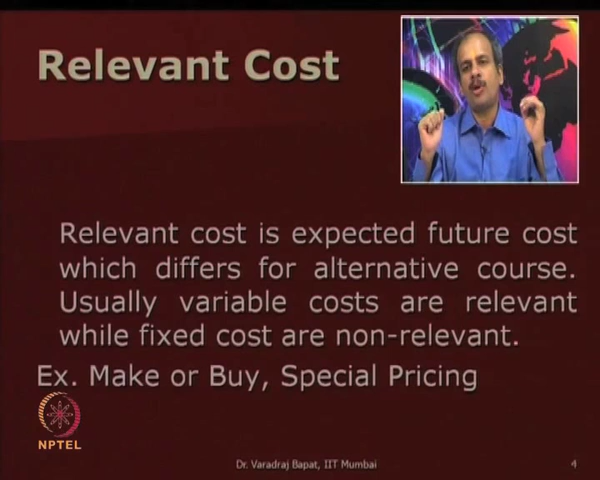 Relevant Cost
Relevant cost is expected future cost
which differs for alternative course.
Usually variable costs are relevant
while fixed cost are non-relevant.
Ex. Make or Buy, Special Pricing
NPTEL
Dr. Varadraj Bapat, IIT Mumbai
4